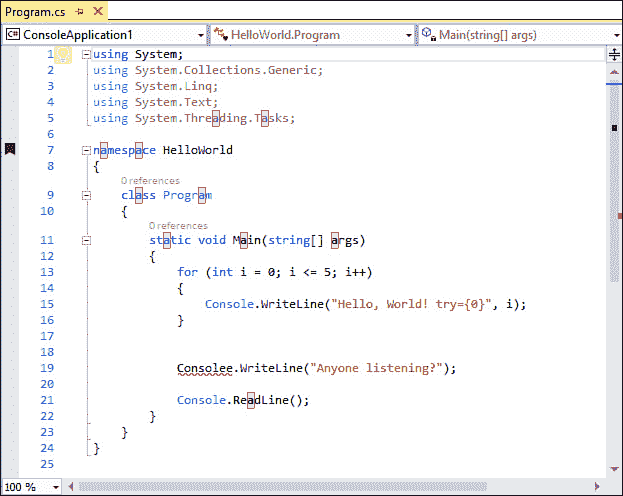 Program.cs
C# ConsoleApplication1 HelloWorld.Program Main(string[] args)
1 using System;
2 using System.Collections.Generic;
3 using System.Linq;
4 using System.Text;
5 using System.Threading.Tasks;
6
7 namespace HelloWorld
8 {
0 references
9 class Program
10 {
0 references
11 static void Main(string[] args)
12 {
13 for (int i = 0; i <= 5; i++)
14 {
15 Console.WriteLine("Hello, World! try={0}", i);
16 }
17
18
19 Consolee.WriteLine("Anyone listening?");
20
21 Console.ReadLine();
22 }
23 }
24 }
25
100 %